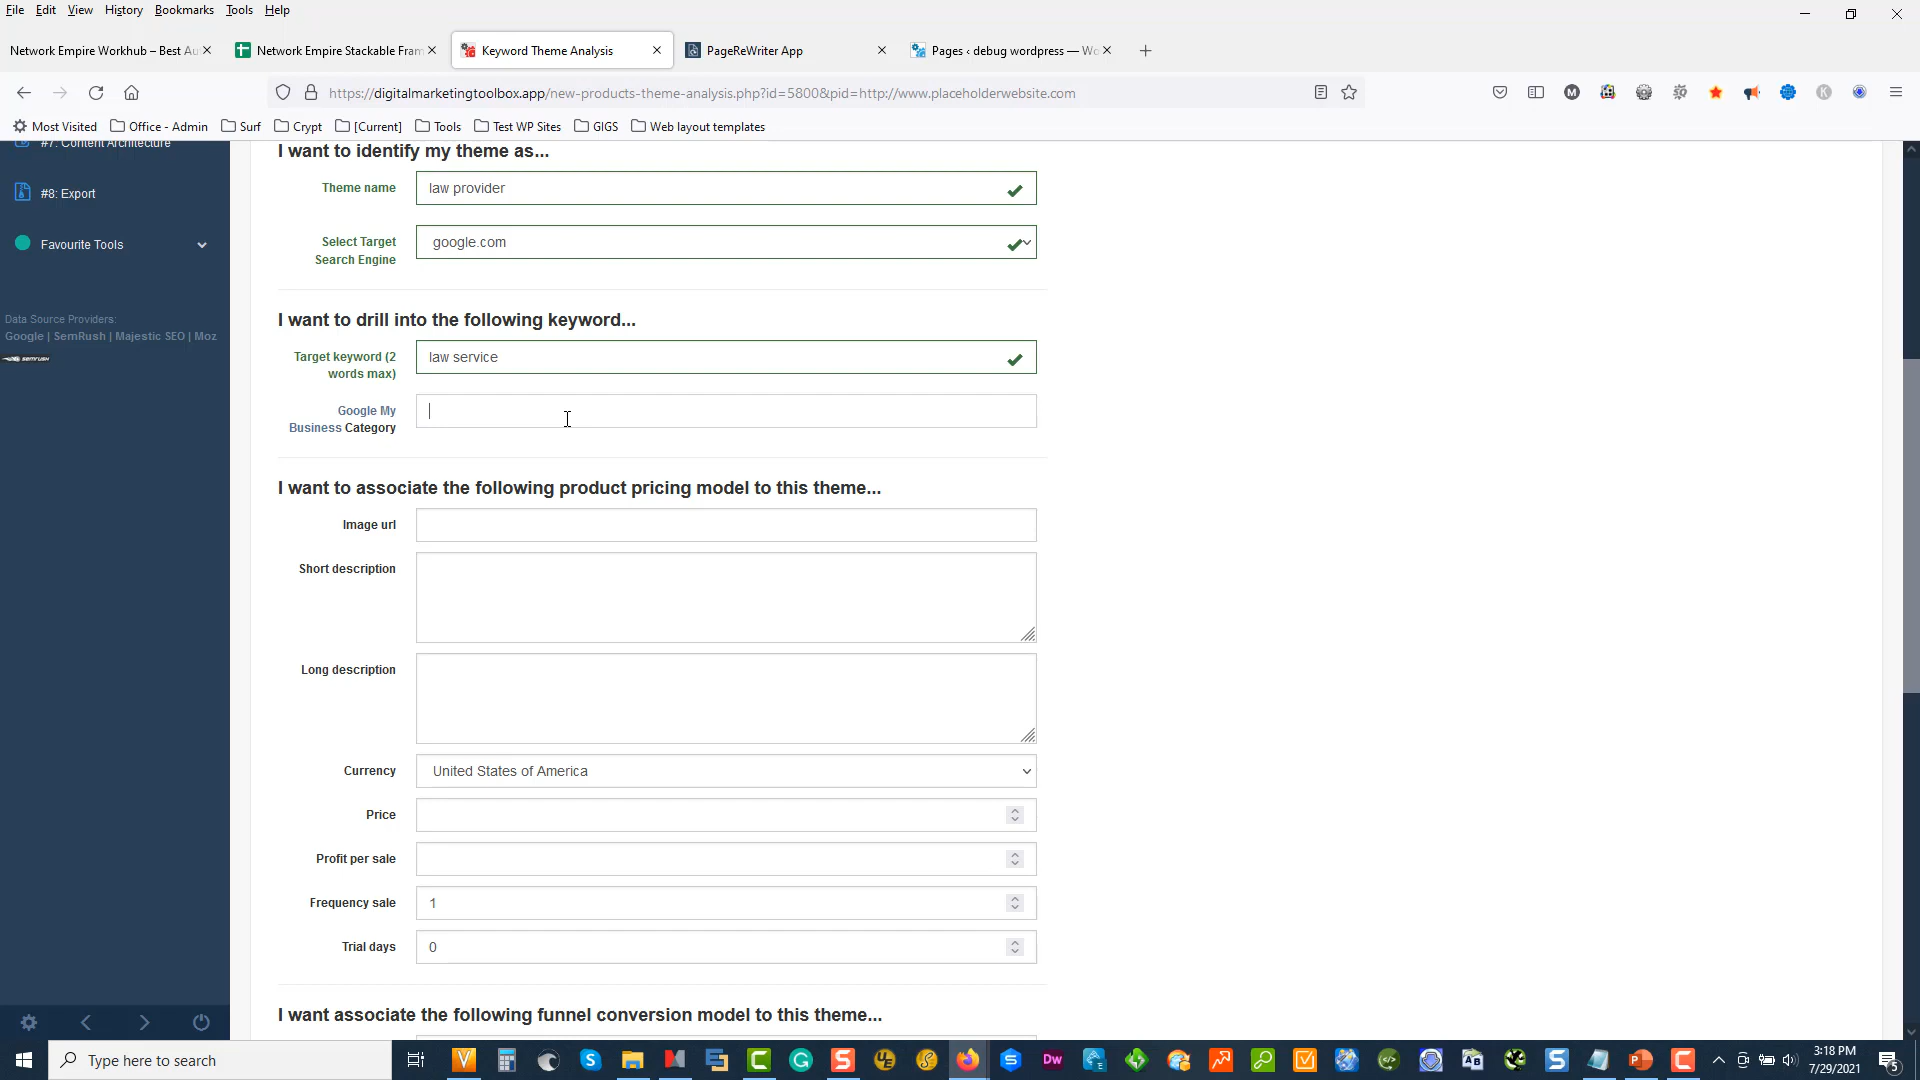 File Edit View History Bookmarks Tools Help
Network Empire Workhub – Best Au
Network Empire Stackable Fram
Keyword Theme Analysis
PageReWriter App
Pages ‹ debug wordpress — Wo
https://digitalmarketingtoolbox.app/new-products-theme-analysis.php?id=5800&pid=http://www.placeholderwebsite.com
Most Visited Office - Admin Surf Crypt [Current] Tools Test WP Sites GIGS Web layout templates
#7: Content Architecture
#8: Export
Favourite Tools
Data Source Providers:
Google | SemRush | Majestic SEO | Moz
SEMRUSH
I want to identify my theme as...
Theme name law provider
Select Target
Search Engine
google.com
I want to drill into the following keyword...
Target keyword (2
words max)
law service
Google My
Business Category
I want to associate the following product pricing model to this theme...
Image url
Short description
Long description
Currency United States of America
Price
Profit per sale
Frequency sale 1
Trial days 0
I want associate the following funnel conversion model to this theme...
Type here to search
3:18 PM
7/29/2021